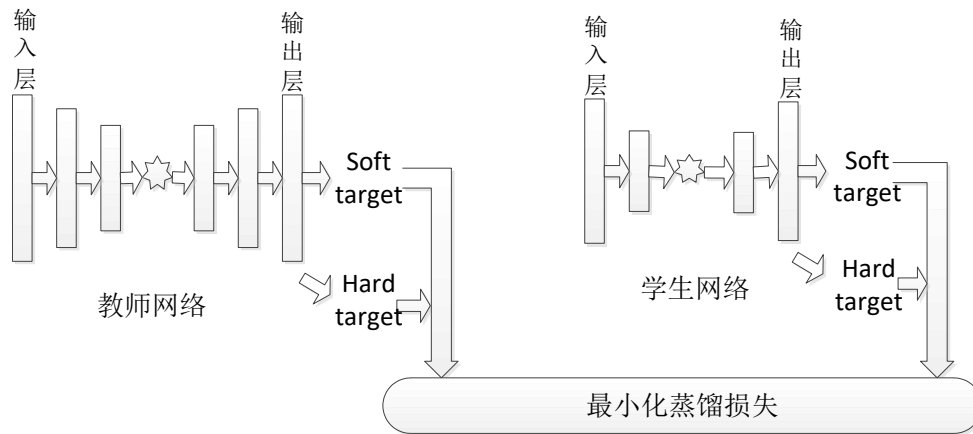 输入层
输出层
Soft
target
Hard
target
教师网络
输入层
输出层
Soft
target
Hard
target
学生网络
最小化蒸馏损失